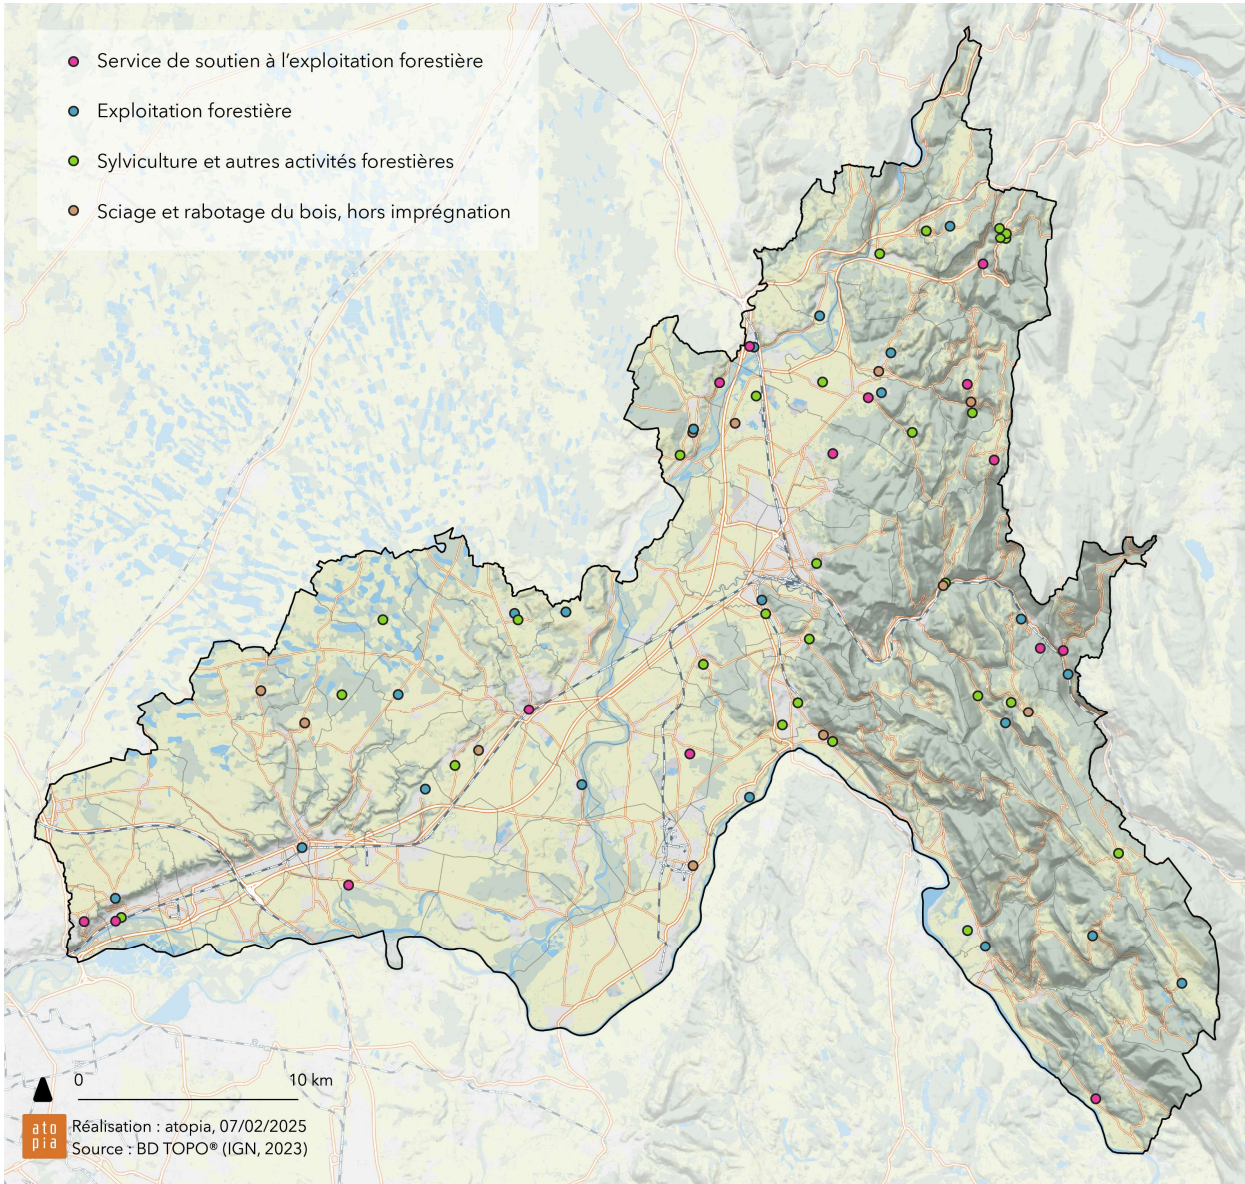 Service de soutien à l'exploitation forestière
Exploitation forestière
Sylviculture et autres activités forestières
Sciage et rabotage du bois, hors imprégnation
0 10 km
ato
pia
Réalisation : atopia, 07/02/2025
Source : BD TOPO® (IGN, 2023)